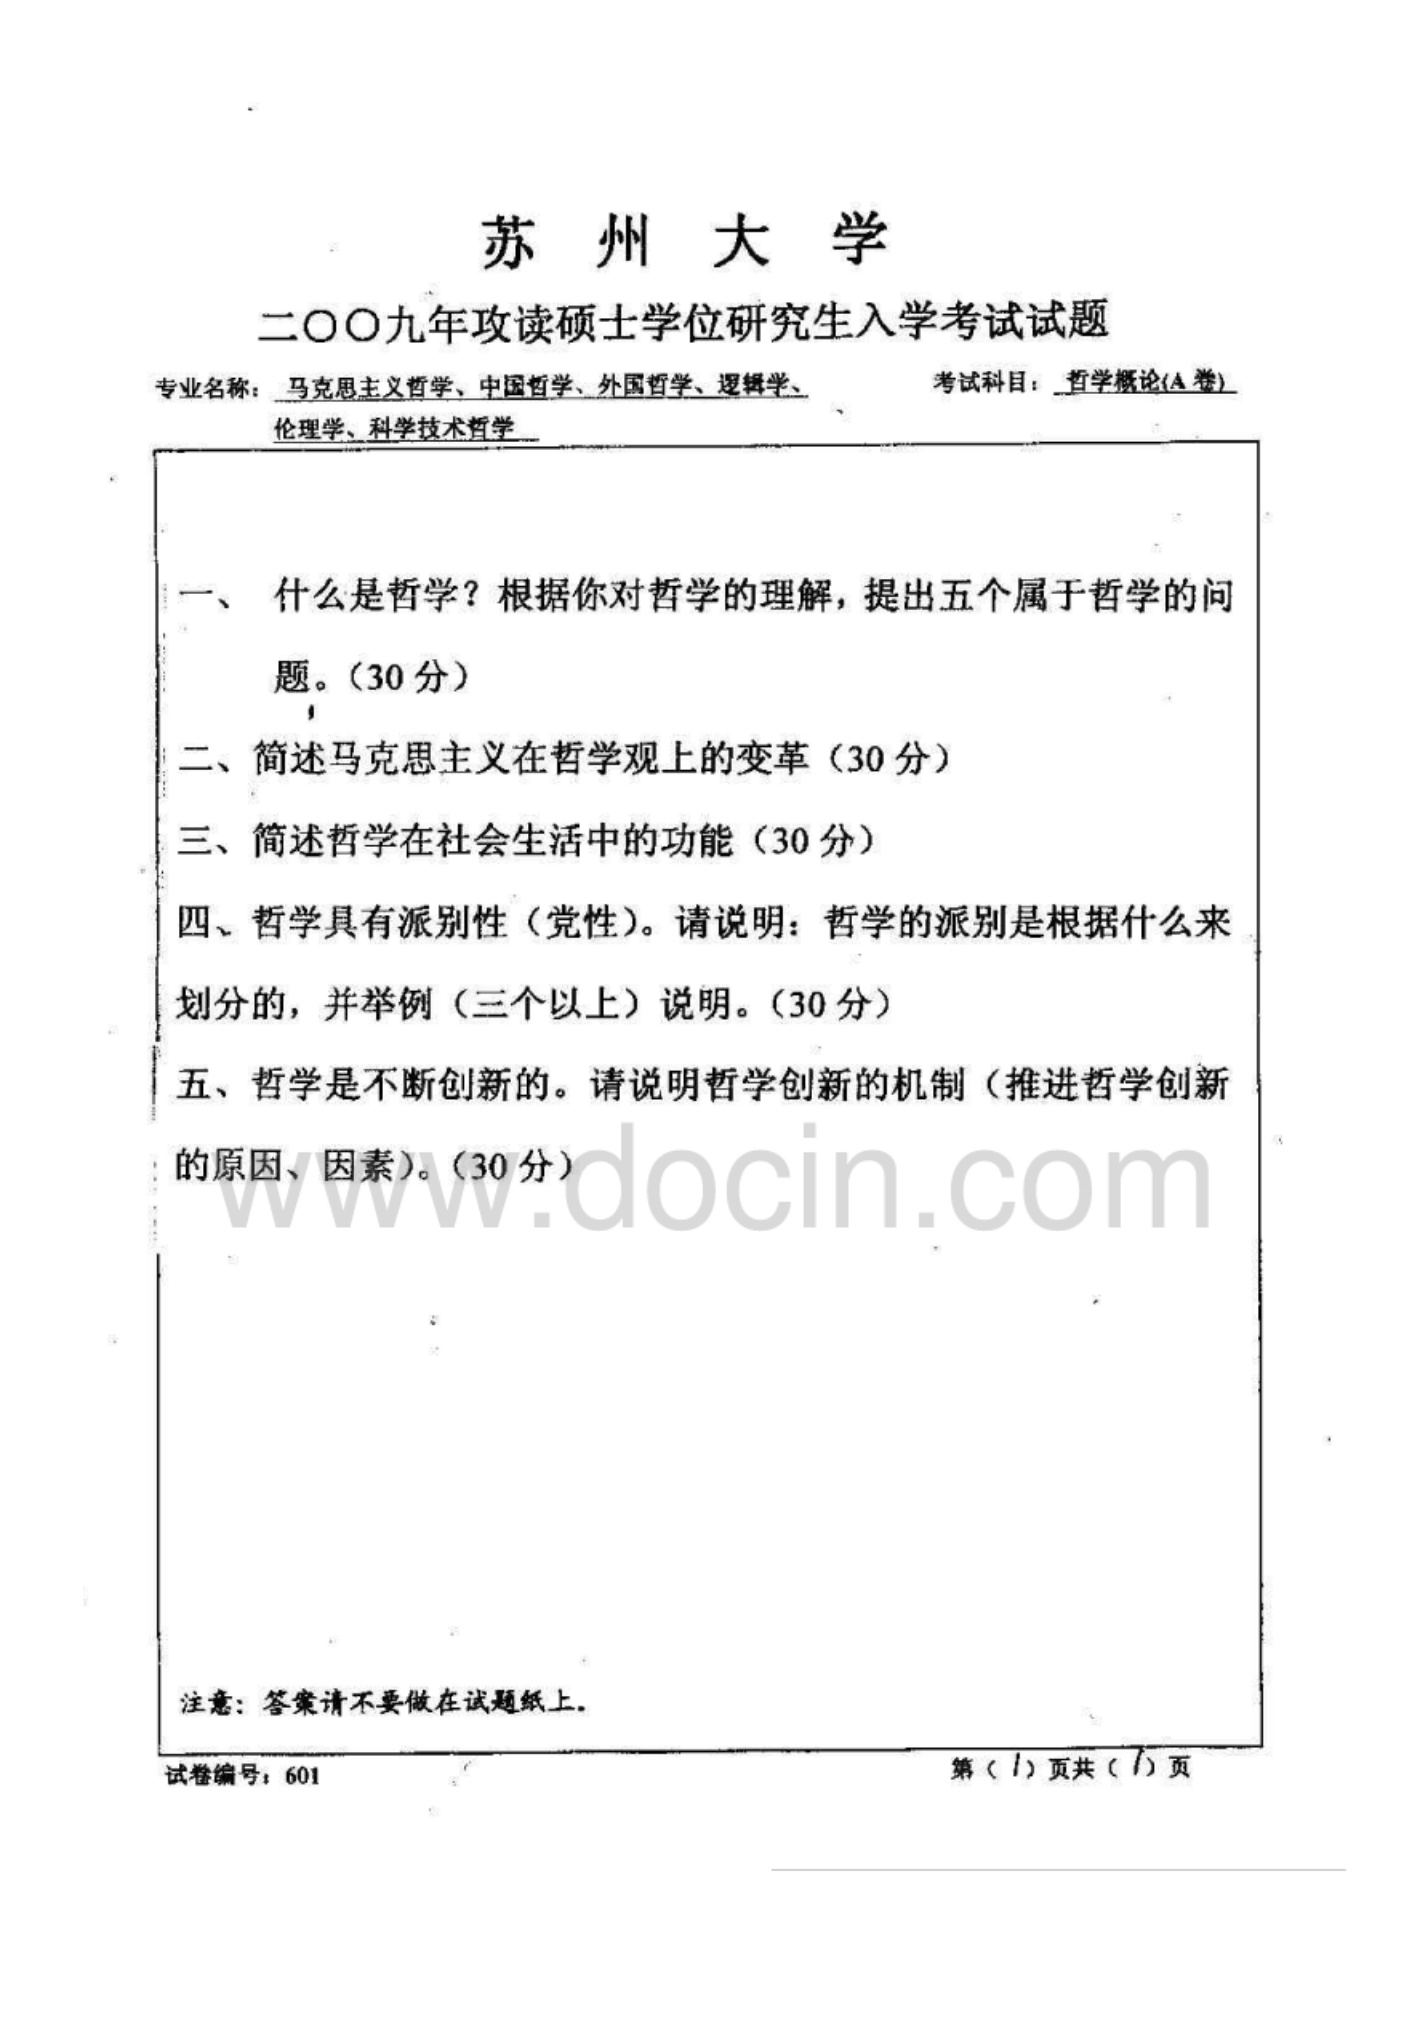 苏 州 大 学
二〇〇九年攻读硕士学位研究生入学考试试题
专业名称： 马克思主义哲学、中国哲学、外国哲学、逻辑学、 考试科目： 哲学概论(A 卷)
伦理学、科学技术哲学
一、 什么是哲学？根据你对哲学的理解，提出五个属于哲学的问
题。（30 分）
二、简述马克思主义在哲学观上的变革（30 分）
三、简述哲学在社会生活中的功能（30 分）
四、哲学具有派别性（党性）。请说明：哲学的派别是根据什么来
划分的，并举例（三个以上）说明。（30 分）
五、哲学是不断创新的。请说明哲学创新的机制（推进哲学创新
的原因、因素）。（30 分）
www.docin.com
注意：答案请不要做在试题纸上．
试卷编号：601 第（ 1 ）页共（ 1 ）页